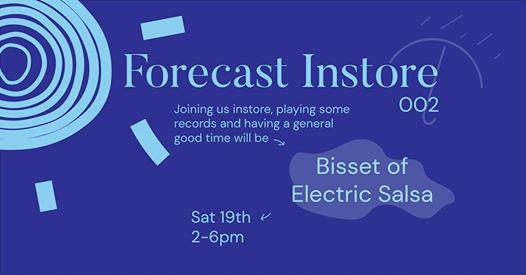 Forecast Instore
002
Joining us instore, playing some
records and having a general
good time will be
Bisset of
Electric Salsa
Sat 19th
2-6pm